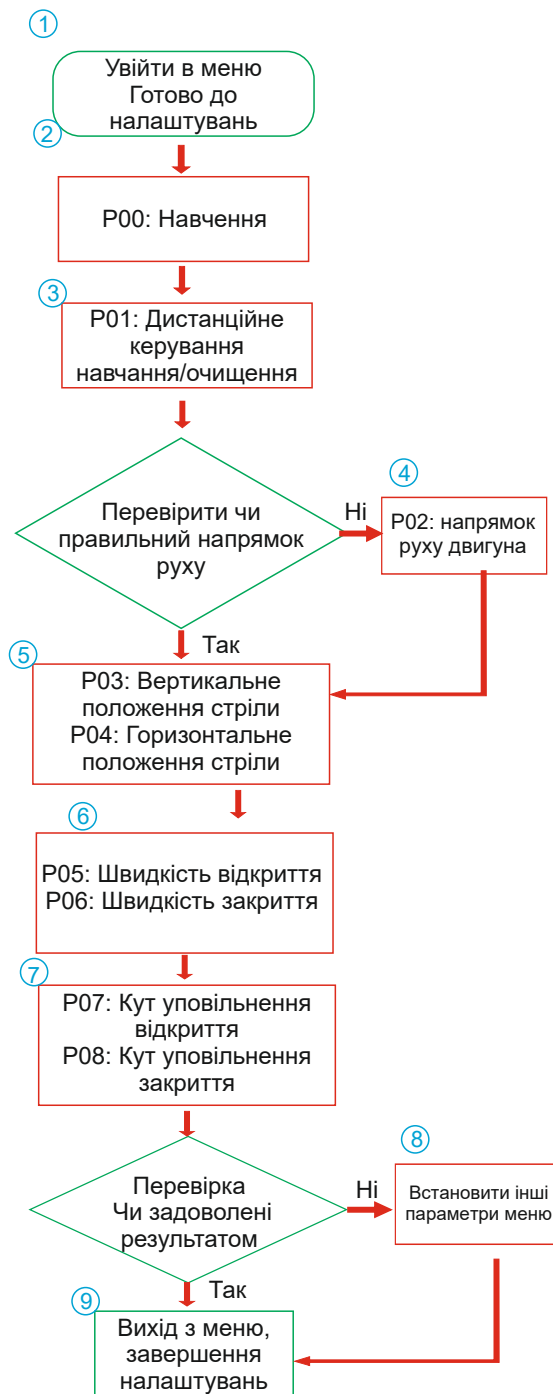 1
Увійти в меню
Готово до
налаштувань
2
P00: Навчення
3
P01: Дистанційне
керування
навчання/очищення
Перевірити чи
правильний напрямок
руху
Ні
4
P02: напрямок
руху двигуна
Так
5
P03: Вертикальне
положення стріли
P04: Горизонтальне
положення стріли
6
P05: Швидкість відкриття
P06: Швидкість закриття
7
P07: Кут уповільнення
відкриття
P08: Кут уповільнення
закриття
Перевірка
Чи задоволені
результатом
Ні
8
Встановити інші
параметри меню
Так
9
Вихід з меню,
завершення
налаштувань